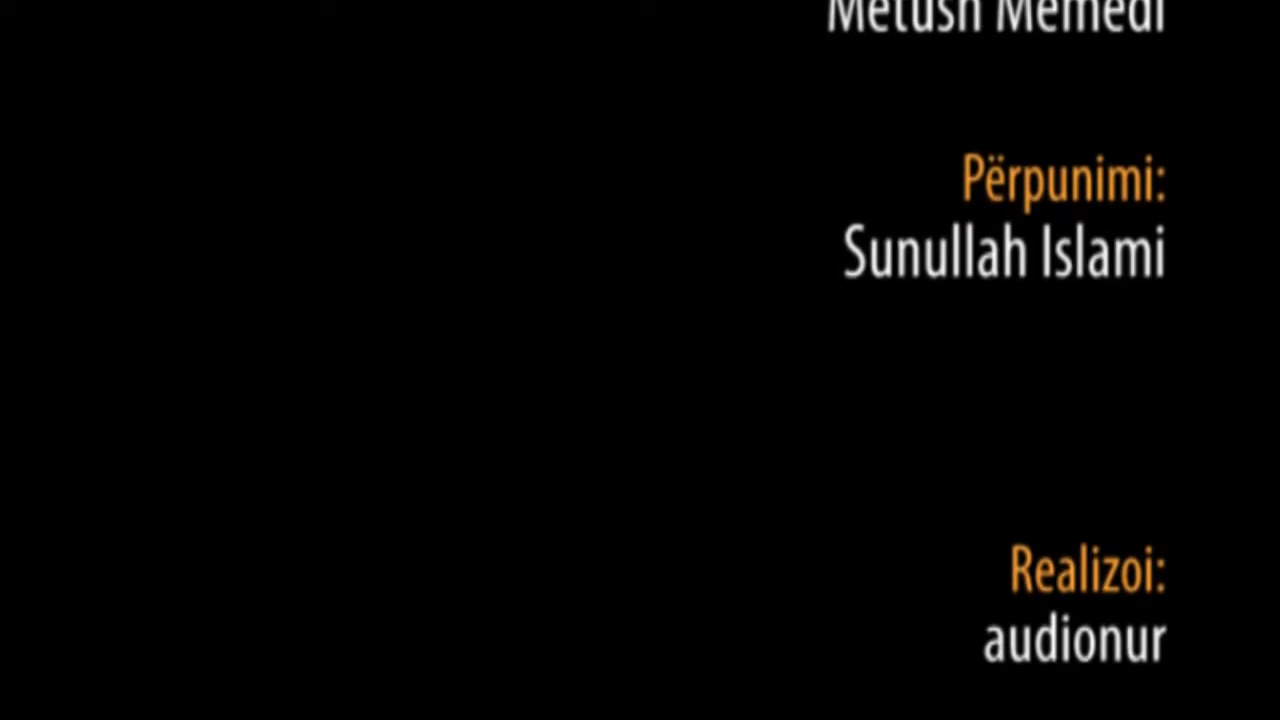 Metush Memedi
Përpunimi:
Sunullah Islami
Realizoi:
audionur